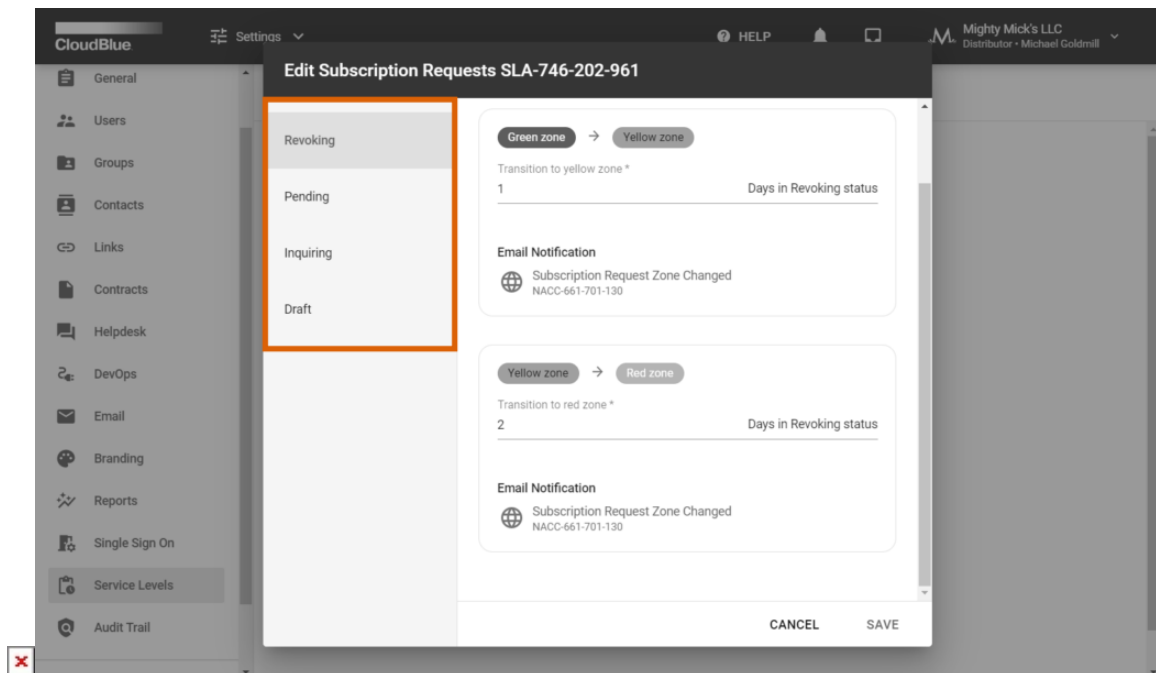 CloudBlue
Settings
HELP
Mighty Mick's LLC
Distributor • Michael Goldmill
General
Users
Groups
Contacts
Links
Contracts
Helpdesk
DevOps
Email
Branding
Reports
Single Sign On
Service Levels
Audit Trail
Edit Subscription Requests SLA-746-202-961
Revoking
Pending
Inquiring
Draft
Green zone → Yellow zone
Transition to yellow zone *
1 Days in Revoking status
Email Notification
Subscription Request Zone Changed
NACC-661-701-130
Yellow zone → Red zone
Transition to red zone *
2 Days in Revoking status
Email Notification
Subscription Request Zone Changed
NACC-661-701-130
CANCEL SAVE